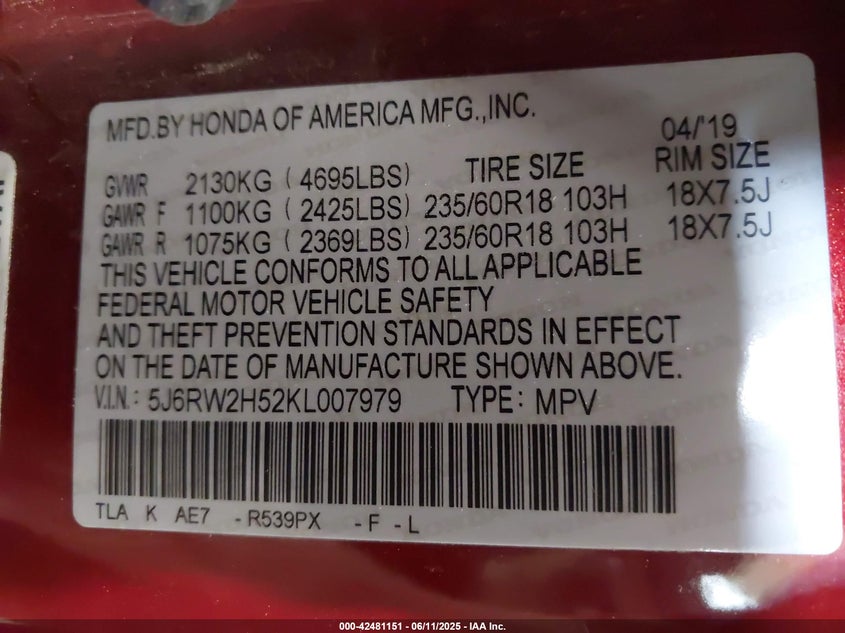 MFD.BY HONDA OF AMERICA MFG.,INC.
04/'19
GVWR 2130KG ( 4695LBS) TIRE SIZE RIM SIZE
GAWR F 1100KG ( 2425LBS) 235/60R18 103H 18X7.5J
GAWR R 1075KG ( 2369LBS) 235/60R18 103H 18X7.5J
THIS VEHICLE CONFORMS TO ALL APPLICABLE
FEDERAL MOTOR VEHICLE SAFETY
AND THEFT PREVENTION STANDARDS IN EFFECT
ON THE DATE OF MANUFACTURE SHOWN ABOVE.
V.I.N.: 5J6RW2H52KL007979 TYPE: MPV
TLA K AE7 -R539PX -F -L
000-42481151 - 06/11/2025 - IAA Inc.